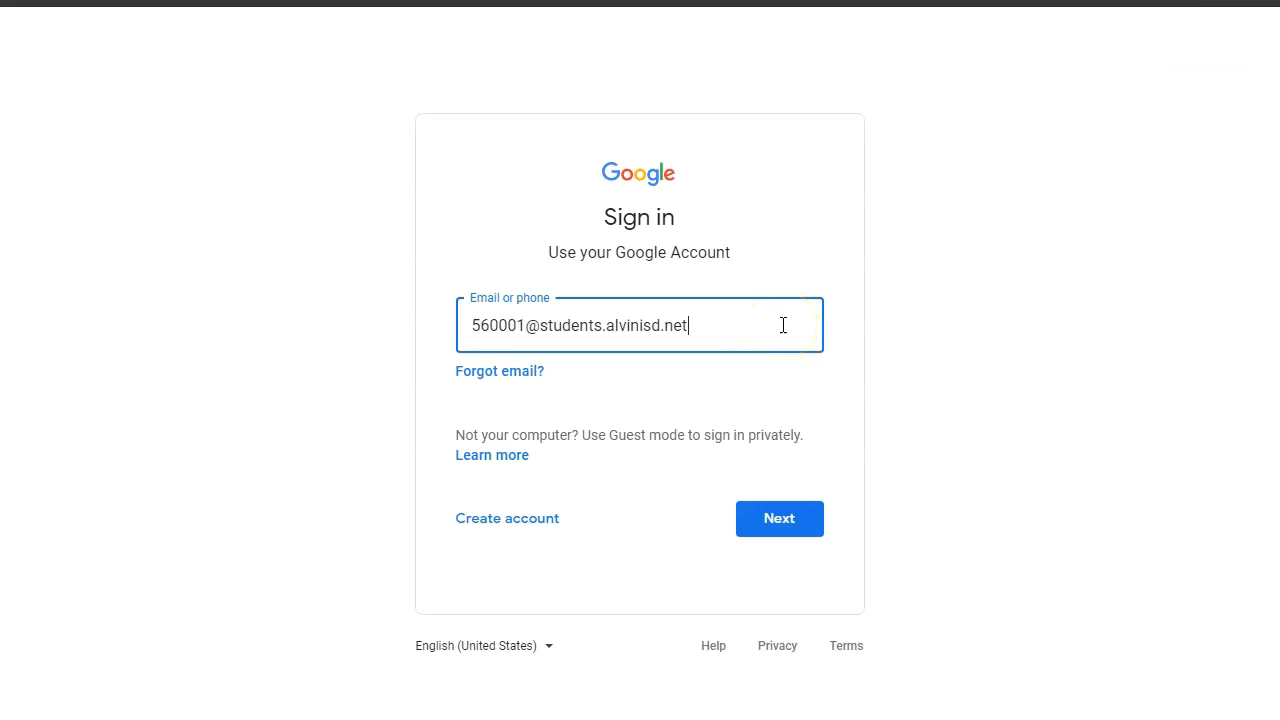 Google
Sign in
Use your Google Account
Email or phone
560001@students.alvinisd.net
Forgot email?
Not your computer? Use Guest mode to sign in privately.
Learn more
Create account
Next
English (United States)
Help
Privacy
Terms